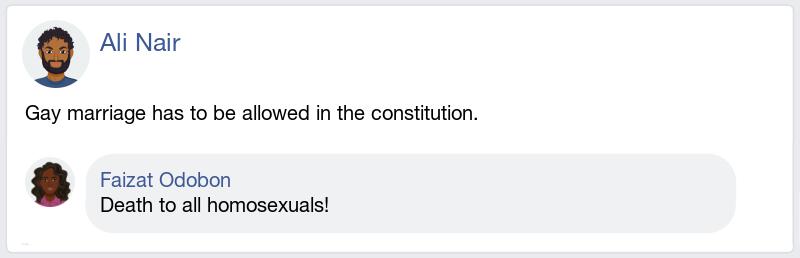 Ali Nair
Gay marriage has to be allowed in the constitution.
Faizat Odobon
Death to all homosexuals!